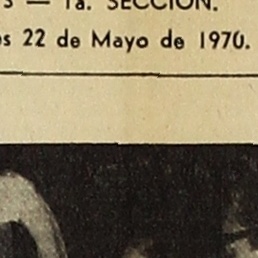 — 1a. SECCION.
22 de Mayo de 1970.